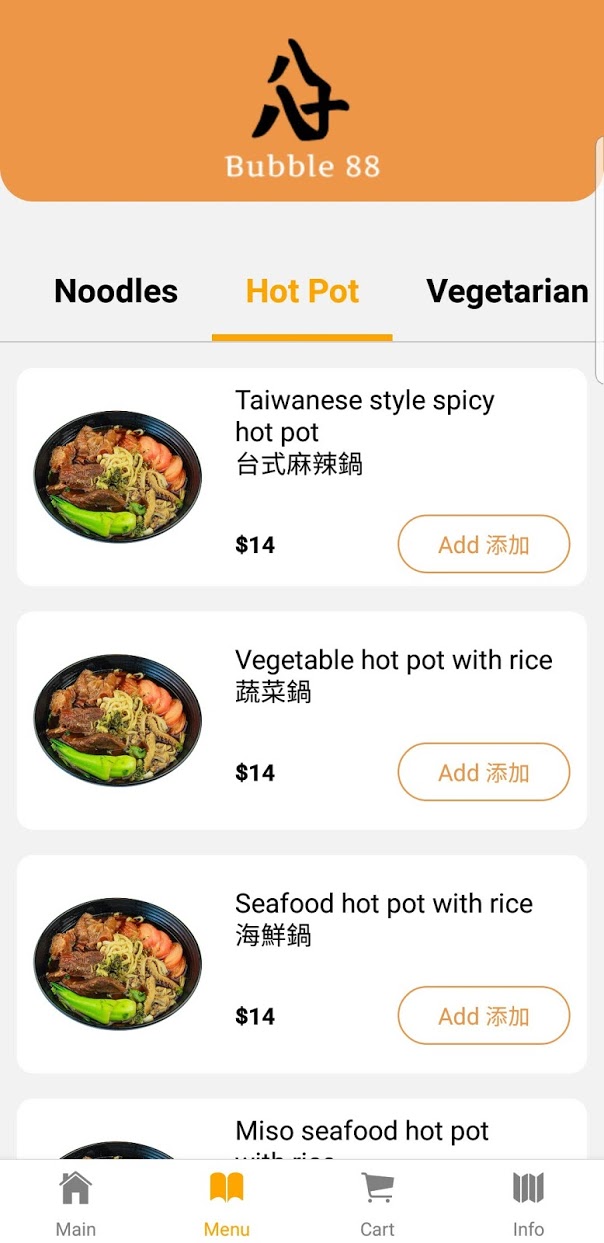 Bubble 88
Noodles
Hot Pot
Vegetarian
Taiwanese style spicy
hot pot
台式麻辣鍋
$14
Add 添加
Vegetable hot pot with rice
蔬菜鍋
$14
Add 添加
Seafood hot pot with rice
海鮮鍋
$14
Add 添加
Miso seafood hot pot
with rice
Main
Menu
Cart
Info